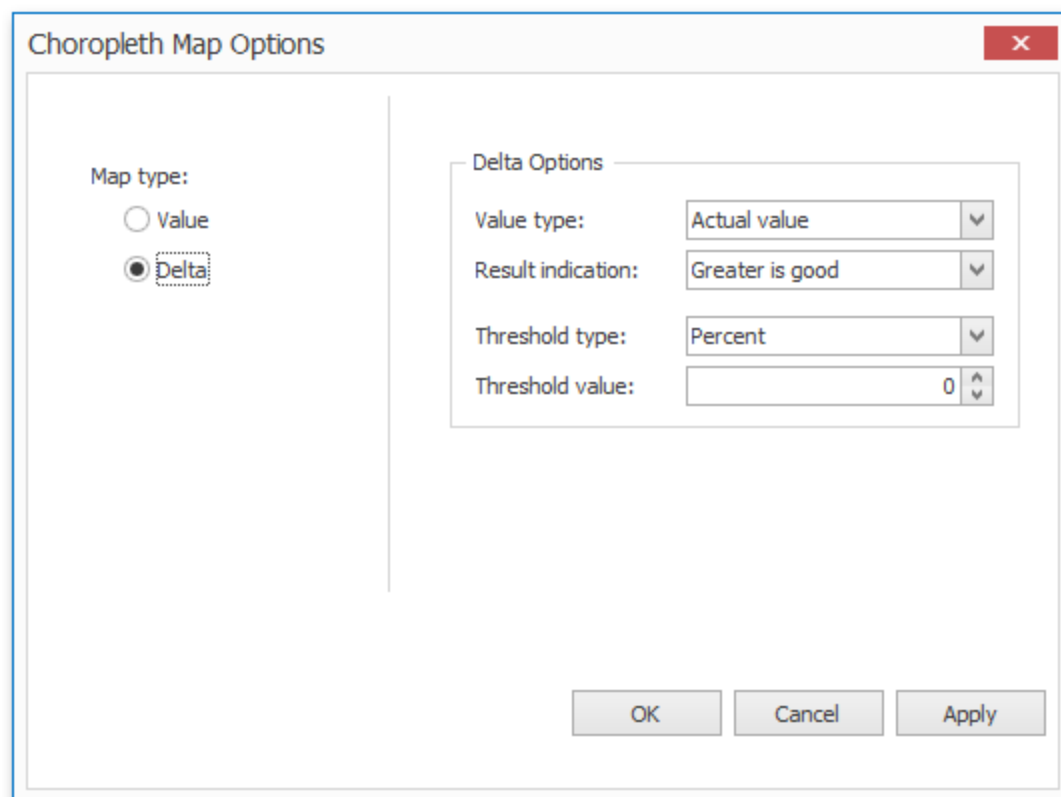 Choropleth Map Options
Map type:
Value
Delta
Delta Options
Value type: Actual value
Result indication: Greater is good
Threshold type: Percent
Threshold value: 0
OK Cancel Apply